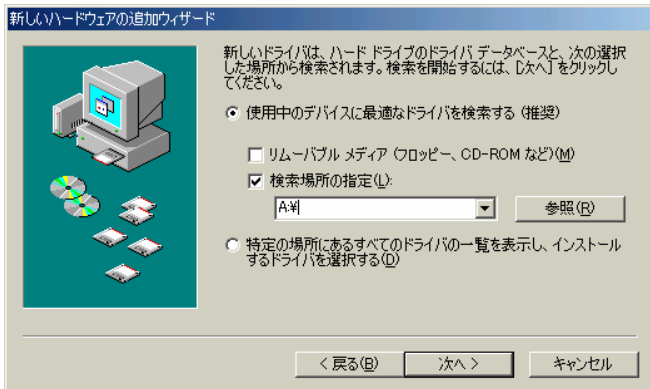 新しいハードウェアの追加ウィザード
新しいドライバは、ハード ドライブのドライバ データベースと、次の選択
した場所から検索されます。検索を開始するには、[次へ] をクリックし
てください。
使用中のデバイスに最適なドライバを検索する (推奨)
リムーバブル メディア (フロッピー、CD-ROM など)(M)
検索場所の指定(L):
A:¥
参照(R)
特定の場所にあるすべてのドライバの一覧を表示し、インストール
するドライバを選択する(D)
< 戻る(B)
次へ >
キャンセル